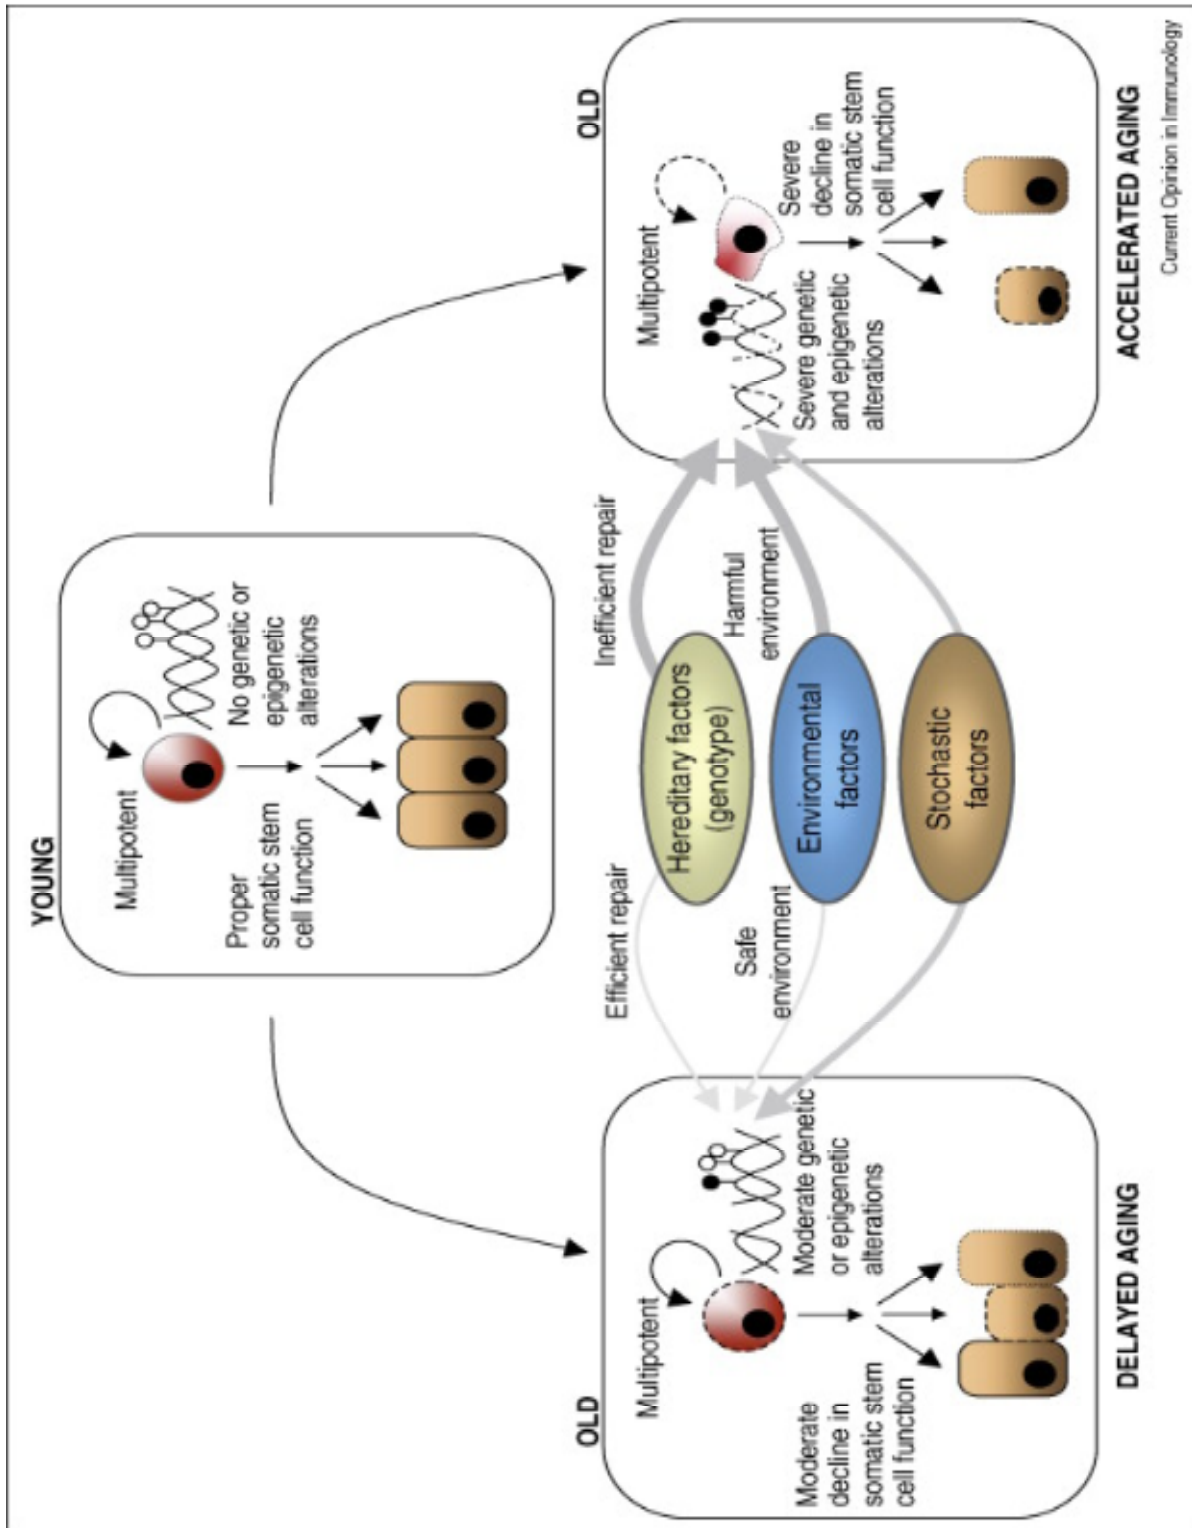 YOUNG
Multipotent
Proper
somatic stem
cell function
No genetic or
epigenetic
alterations
OLD
Multipotent
Moderate
decline in
somatic stem
cell function
Moderate genetic
or epigenetic
alterations
DELAYED AGING
Efficient repair
Safe
environment
Hereditary factors
(genotype)
Environmental
factors
Stochastic
factors
Inefficient repair
Harmful
environment
OLD
Multipotent
Severe genetic
and epigenetic
alterations
Severe
decline in
somatic stem
cell function
ACCELERATED AGING
Current Opinion in Immunology